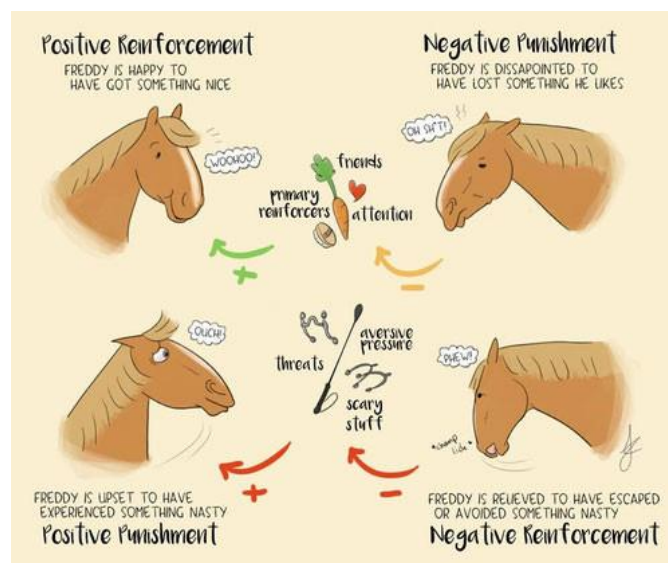 Positive Reinforcement
FREDDY IS HAPPY TO
HAVE GOT SOMETHING NICE
WOOHOO!
Negative Punishment
FREDDY IS DISSAPOINTED TO
HAVE LOST SOMETHING HE LIKES
OH SH*T!
friends
primary
reinforcers
attention
+
−
OUCH!
threats
aversive
pressure
scary
stuff
PHEW!
*chomp
lick*
+
−
FREDDY IS UPSET TO HAVE
EXPERIENCED SOMETHING NASTY
Positive Punishment
FREDDY IS RELIEVED TO HAVE ESCAPED
OR AVOIDED SOMETHING NASTY
Negative Reinforcement